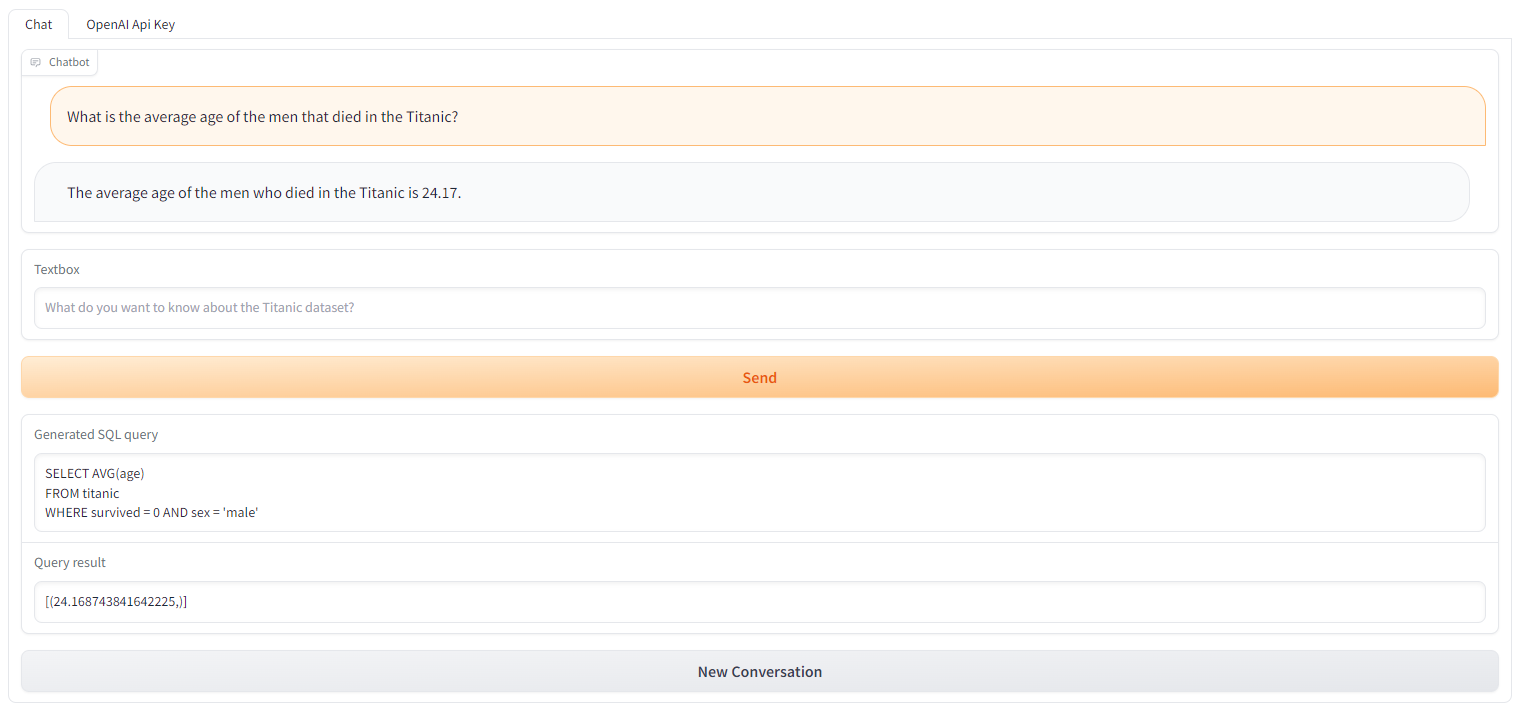 Chat
OpenAI Api Key
Chatbot
What is the average age of the men that died in the Titanic?
The average age of the men who died in the Titanic is 24.17.
Textbox
What do you want to know about the Titanic dataset?
Send
Generated SQL query
SELECT AVG(age)
FROM titanic
WHERE survived = 0 AND sex = 'male'
Query result
[(24.168743841642225,)]
New Conversation